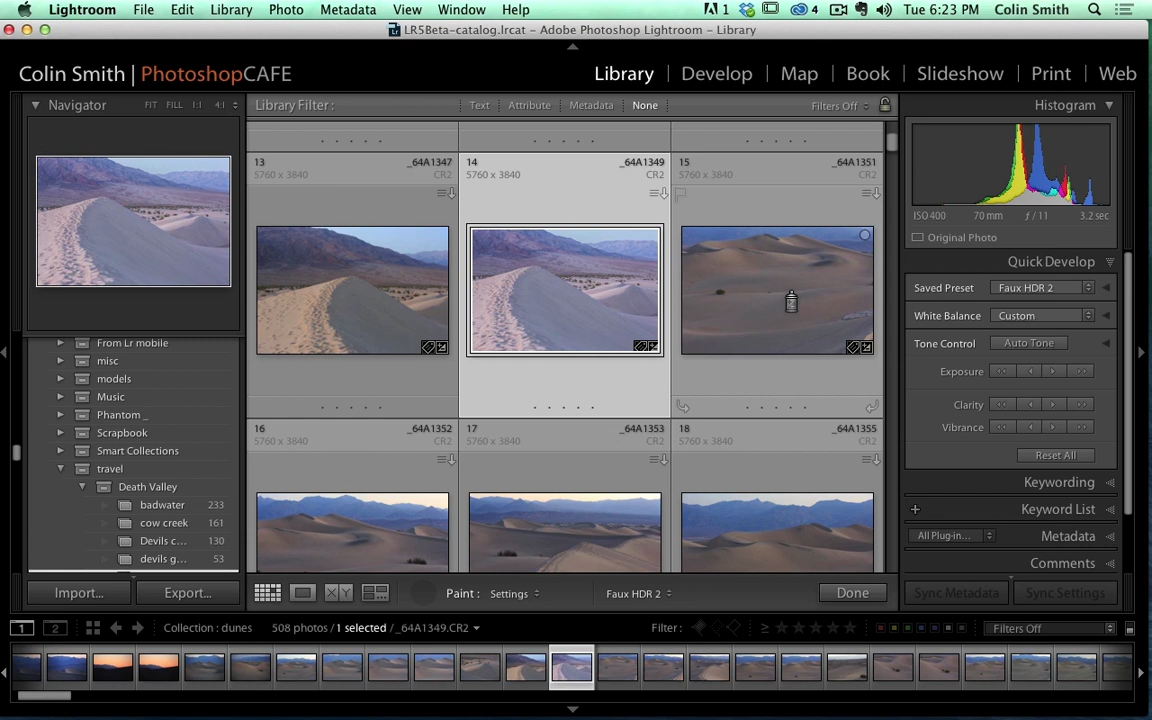 Lightroom File Edit Library Photo Metadata View Window Help 1 4 Tue 6:23 PM Colin Smith
LR5Beta-catalog.lrcat – Adobe Photoshop Lightroom – Library
Colin Smith | PhotoshopCAFE Library | Develop | Map | Book | Slideshow | Print | Web
Navigator FIT FILL 1:1 4:1
Library Filter : Text Attribute Metadata None Filters Off
Histogram
13 _64A1347
5760 x 3840 CR2
14 _64A1349
5760 x 3840 CR2
15 _64A1351
5760 x 3840 CR2
ISO 400 70 mm ƒ / 11 3.2 sec
Original Photo
Quick Develop
Saved Preset Faux HDR 2
White Balance Custom
Tone Control Auto Tone
Exposure
Clarity
Vibrance
Reset All
Keywording
Keyword List
All Plug-in... Metadata
Comments
Sync Metadata Sync Settings
From Lr mobile
misc
models
Music
Phantom _
Scrapbook
Smart Collections
travel
Death Valley
badwater 233
cow creek 161
Devils c... 130
devils g... 53
16 _64A1352
5760 x 3840 CR2
17 _64A1353
5760 x 3840 CR2
18 _64A1355
5760 x 3840 CR2
Import... Export...
XY Paint : Settings Faux HDR 2 Done
1 2 Collection : dunes 508 photos / 1 selected / _64A1349.CR2 Filter : ≥ Filters Off